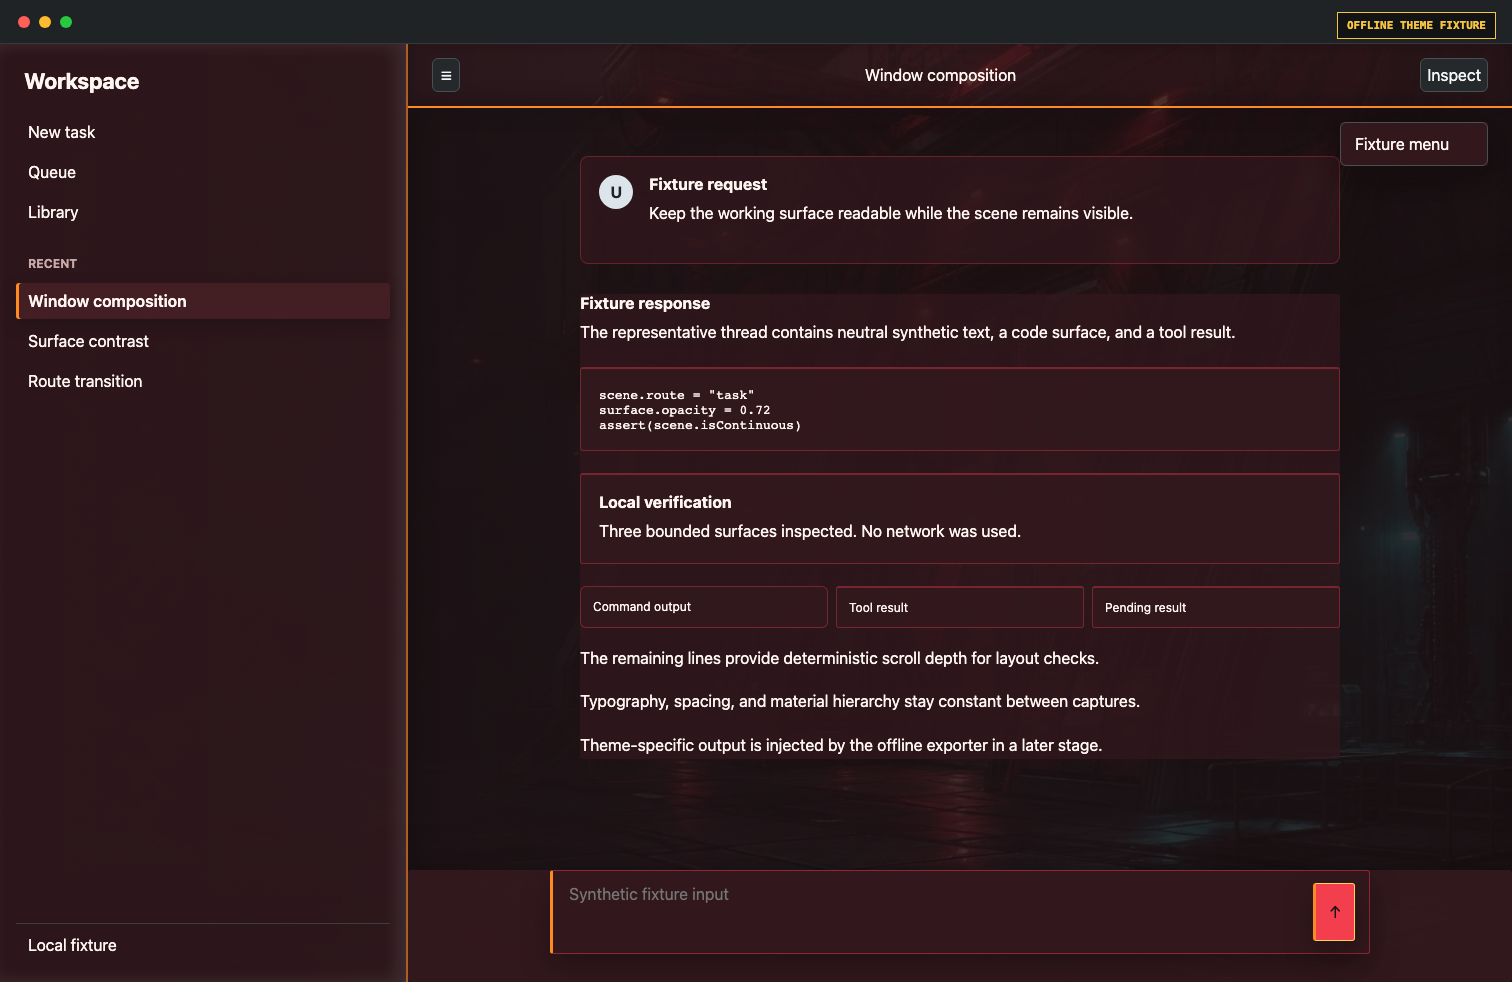 OFFLINE THEME FIXTURE
Workspace
New task
Queue
Library
RECENT
Window composition
Surface contrast
Route transition
Local fixture
Window composition
Inspect
Fixture menu
U
Fixture request
Keep the working surface readable while the scene remains visible.
Fixture response
The representative thread contains neutral synthetic text, a code surface, and a tool result.
scene.route = "task"
surface.opacity = 0.72
assert(scene.isContinuous)
Local verification
Three bounded surfaces inspected. No network was used.
Command output
Tool result
Pending result
The remaining lines provide deterministic scroll depth for layout checks.
Typography, spacing, and material hierarchy stay constant between captures.
Theme-specific output is injected by the offline exporter in a later stage.
Synthetic fixture input